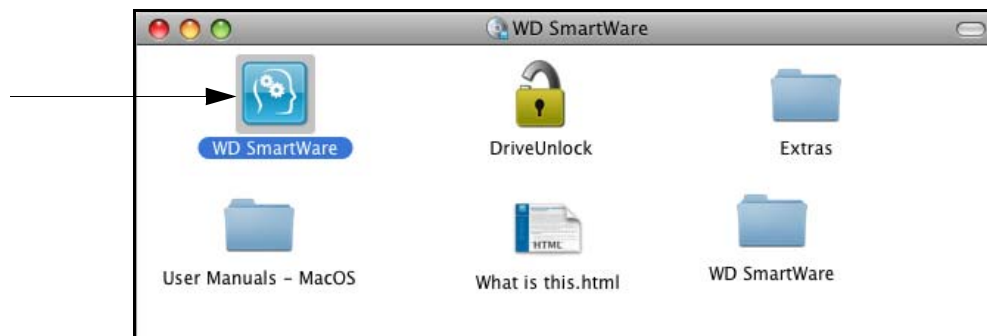 WD SmartWare
WD SmartWare
DriveUnlock
Extras
HTML
User Manuals – MacOS
What is this.html
WD SmartWare